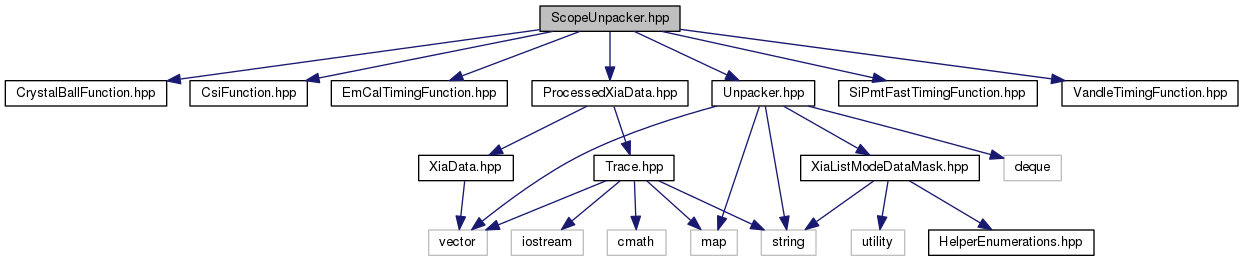 ScopeUnpacker.hpp
CrystalBallFunction.hpp
CsiFunction.hpp
EmCalTimingFunction.hpp
ProcessedXiaData.hpp
Unpacker.hpp
SiPmtFastTimingFunction.hpp
VandleTimingFunction.hpp
XiaData.hpp
Trace.hpp
XiaListModeDataMask.hpp
deque
vector
iostream
cmath
map
string
utility
HelperEnumerations.hpp